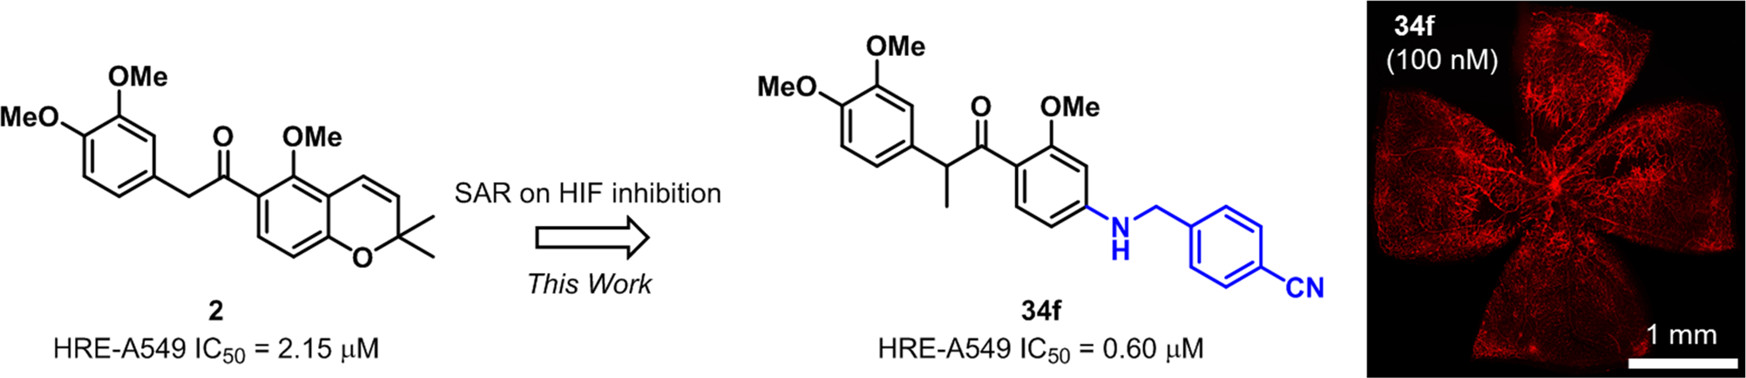 OMe
MeO
O
OMe
O
2
HRE-A549 IC50 = 2.15 μM
SAR on HIF inhibition
This Work
OMe
MeO
O
OMe
N
H
CN
34f
HRE-A549 IC50 = 0.60 μM
34f
(100 nM)
1 mm